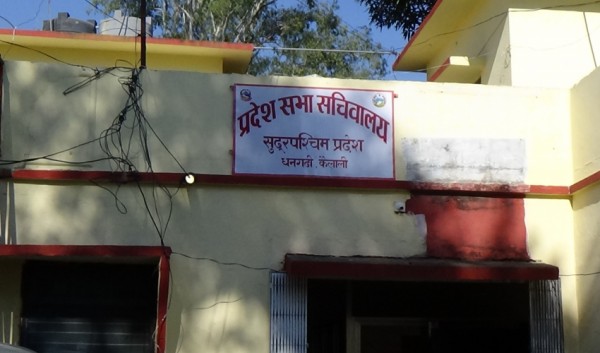 प्रदेश सभा सचिवालय
सुदूरपश्चिम प्रदेश
धनगढी, कैलाली